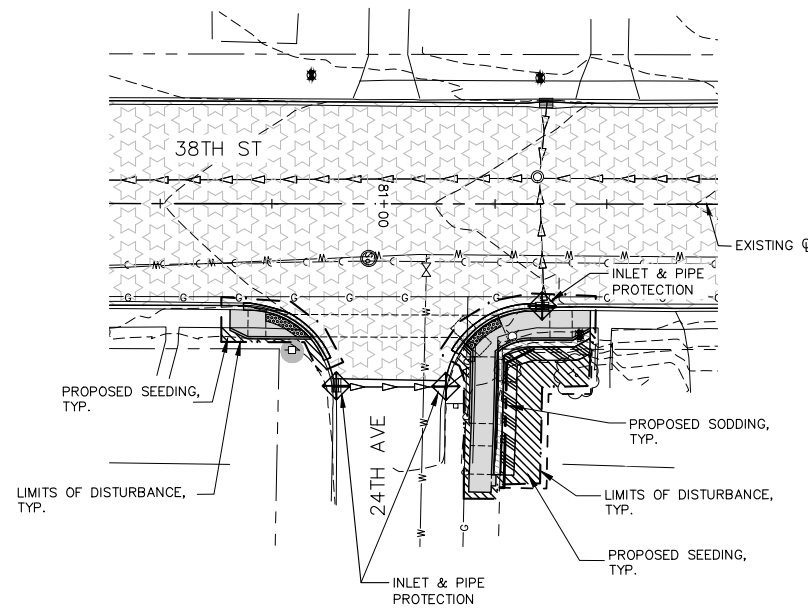 38TH ST
81+00
EXISTING ℄
INLET & PIPE
PROTECTION
G G G G G G G
W
W
W
W
G
24TH AVE
PROPOSED SEEDING,
TYP.
PROPOSED SODDING,
TYP.
LIMITS OF DISTURBANCE,
TYP.
LIMITS OF DISTURBANCE,
TYP.
PROPOSED SEEDING,
TYP.
INLET & PIPE
PROTECTION